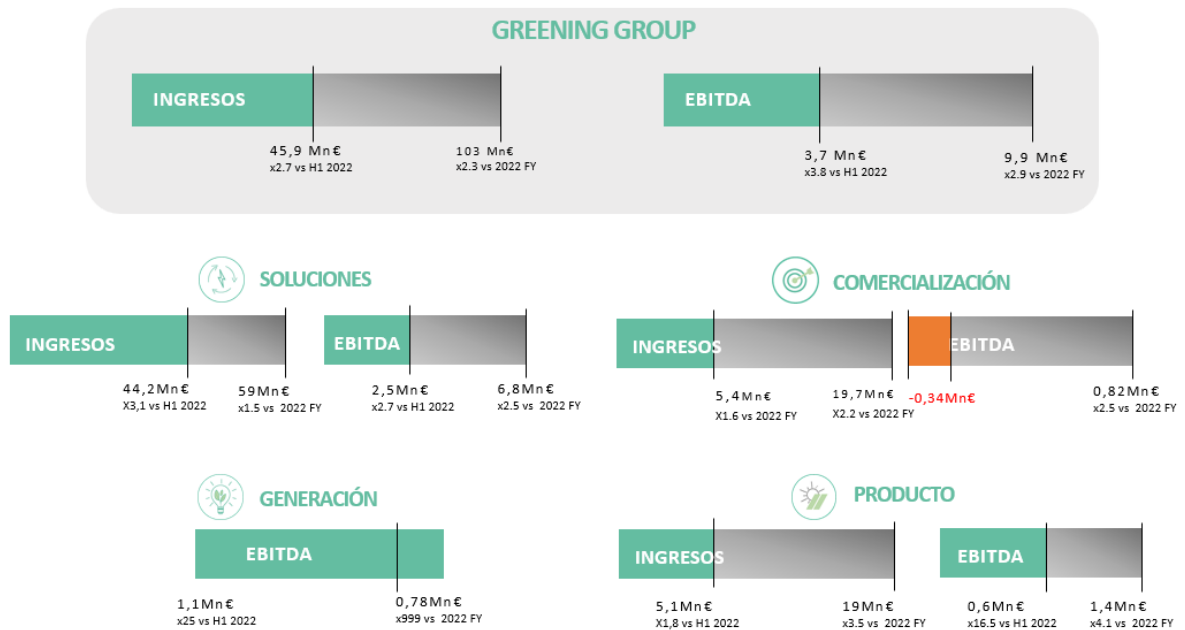 GREENING GROUP
INGRESOS
45,9 Mn€
x2.7 vs H1 2022
103 Mn€
x2.3 vs 2022 FY
EBITDA
3,7 Mn€
x3.8 vs H1 2022
9,9 Mn€
x2.9 vs 2022 FY
SOLUCIONES
INGRESOS
44,2Mn€
X3,1 vs H1 2022
59Mn€
x1.5 vs 2022 FY
EBITDA
2,5Mn€
x2.7 vs H1 2022
6,8Mn€
x2.5 vs 2022 FY
COMERCIALIZACIÓN
INGRESOS
5,4Mn€
X1.6 vs 2022 FY
19,7Mn€
X2.2 vs 2022 FY
EBITDA
-0,34Mn€
0,82Mn€
x2.5 vs 2022 FY
GENERACIÓN
EBITDA
1,1Mn€
x25 vs H1 2022
0,78Mn€
x999 vs 2022 FY
PRODUCTO
INGRESOS
5,1Mn€
X1,8 vs H1 2022
19Mn€
x3.5 vs 2022 FY
EBITDA
0,6Mn€
x16.5 vs H1 2022
1,4Mn€
x4.1 vs 2022 FY